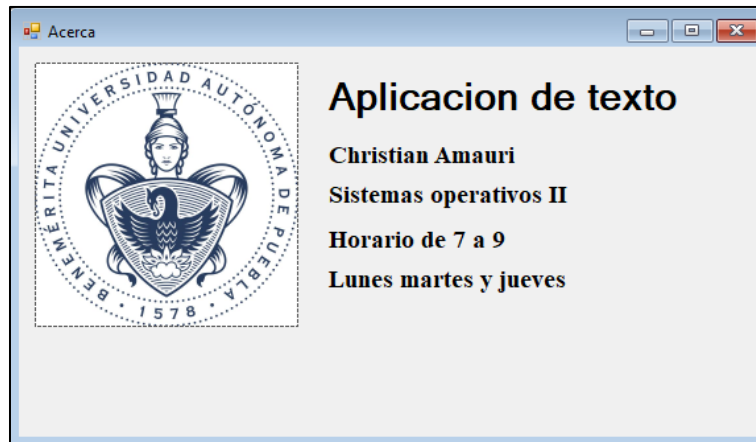 Acerca
BENEMÉRITA UNIVERSIDAD AUTÓNOMA DE PUEBLA
• 1578 •
Aplicacion de texto
Christian Amauri
Sistemas operativos II
Horario de 7 a 9
Lunes martes y jueves